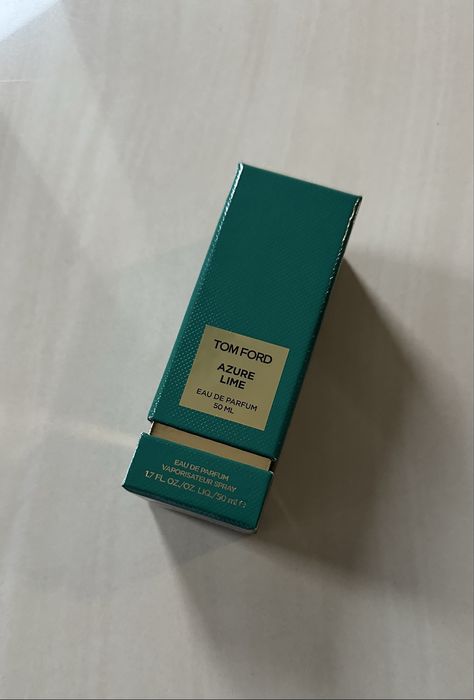 TOM FORD
AZURE
LIME
EAU DE PARFUM
50 ML
EAU DE PARFUM
VAPORISATEUR SPRAY
1.7 FL. OZ./OZ. LIQ./50 ml ℮